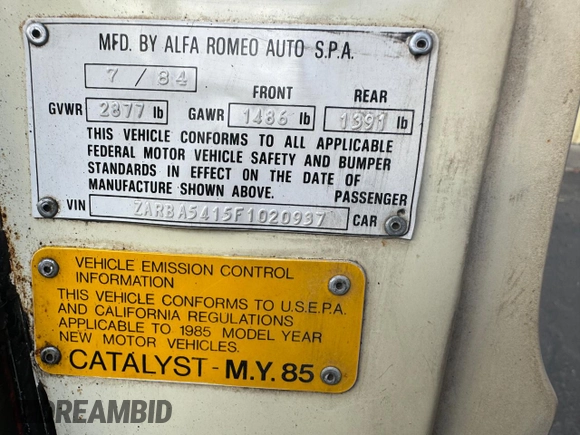 MFD. BY ALFA ROMEO AUTO S.P.A.
7 / 84
FRONT REAR
GVWR 2877 lb GAWR 1486 lb 1391 lb
THIS VEHICLE CONFORMS TO ALL APPLICABLE
FEDERAL MOTOR VEHICLE SAFETY AND BUMPER
STANDARDS IN EFFECT ON THE DATE OF
MANUFACTURE SHOWN ABOVE. PASSENGER
VIN ZARBA5415F1020937 CAR
VEHICLE EMISSION CONTROL
INFORMATION
THIS VEHICLE CONFORMS TO U.S.E.P.A.
AND CALIFORNIA REGULATIONS
APPLICABLE TO 1985 MODEL YEAR
NEW MOTOR VEHICLES.
CATALYST - M.Y. 85
DREAMBID